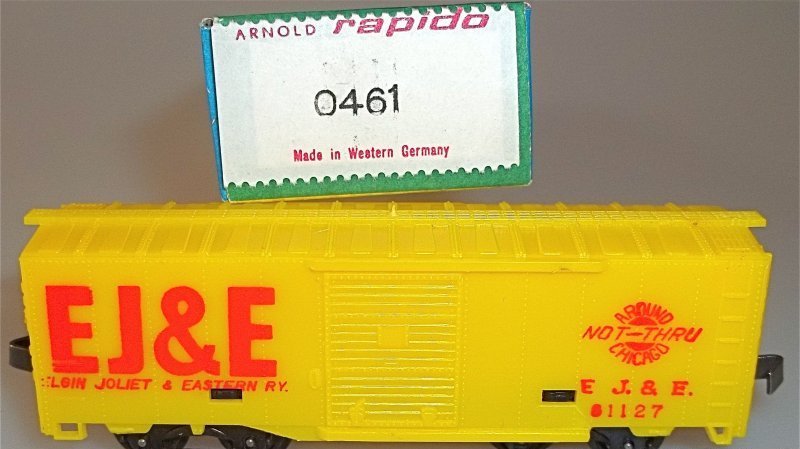 ARNOLD rapido
0461
Made in Western Germany
EJ&E
ELGIN JOLIET & EASTERN RY.
AROUND
NOT-THRU
CHICAGO
E J. & E.
61127